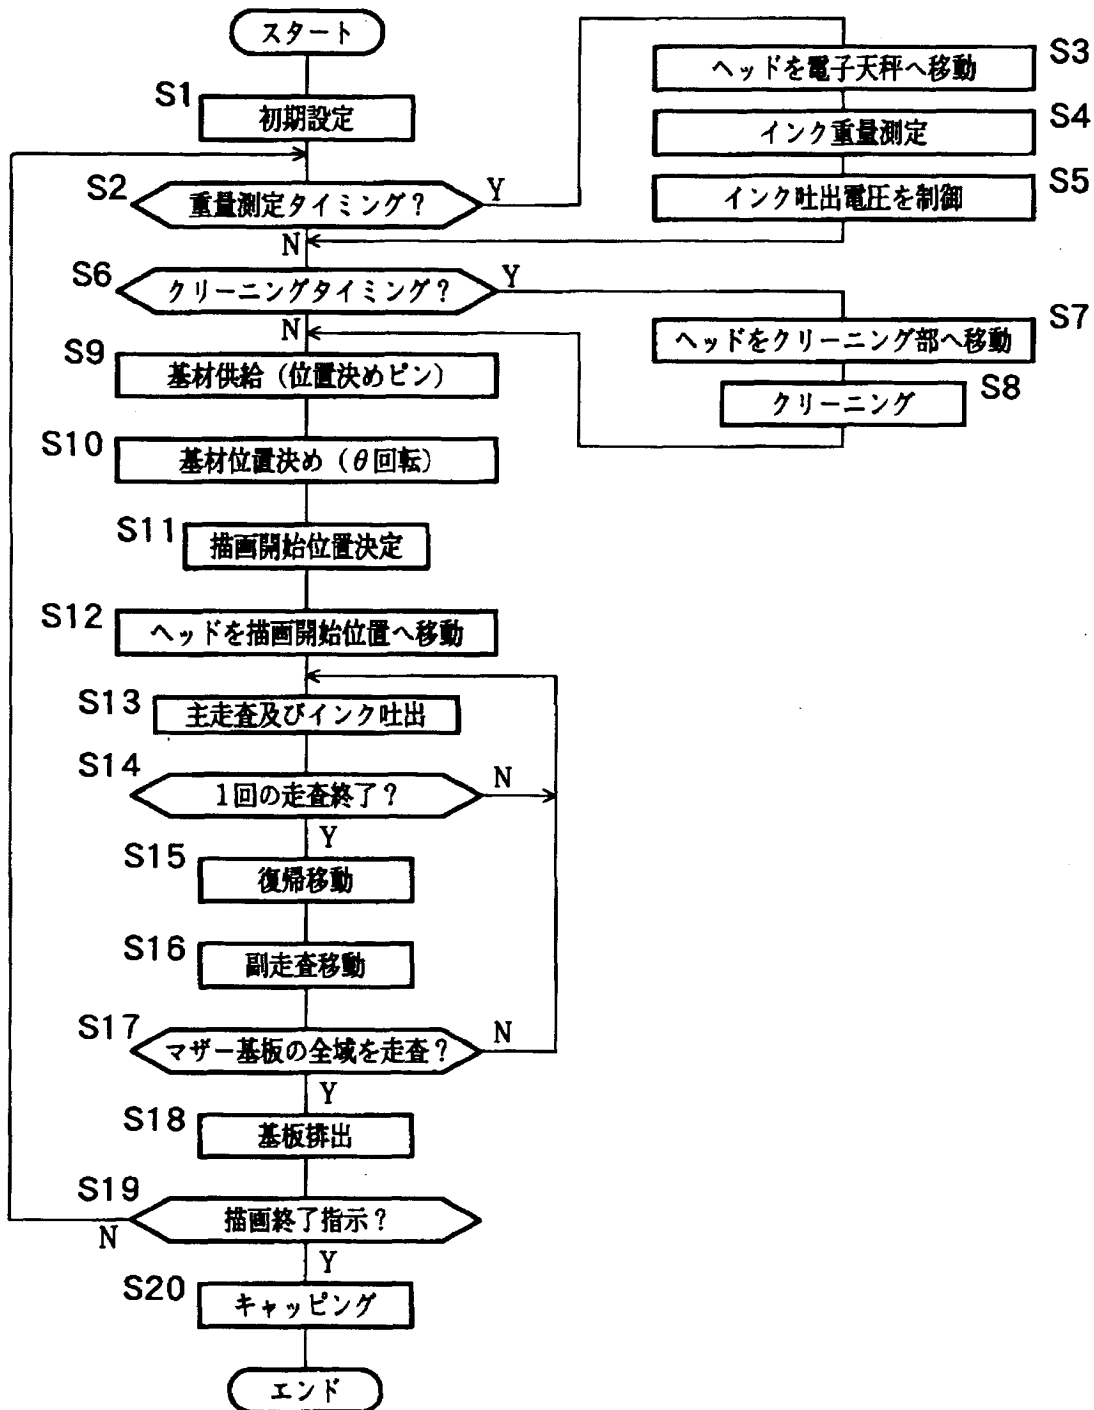 スタート
S1
初期設定
S2
重量測定タイミング?
Y
N
S3
ヘッドを電子天秤へ移動
S4
インク重量測定
S5
インク吐出電圧を制御
S6
クリーニングタイミング?
Y
N
S7
ヘッドをクリーニング部へ移動
S8
クリーニング
S9
基材供給(位置決めピン)
S10
基材位置決め(θ回転)
S11
描画開始位置決定
S12
ヘッドを描画開始位置へ移動
S13
主走査及びインク吐出
S14
1回の走査終了?
N
Y
S15
復帰移動
S16
副走査移動
S17
マザー基板の全域を走査?
N
Y
S18
基板排出
S19
描画終了指示?
N
Y
S20
キャッピング
エンド